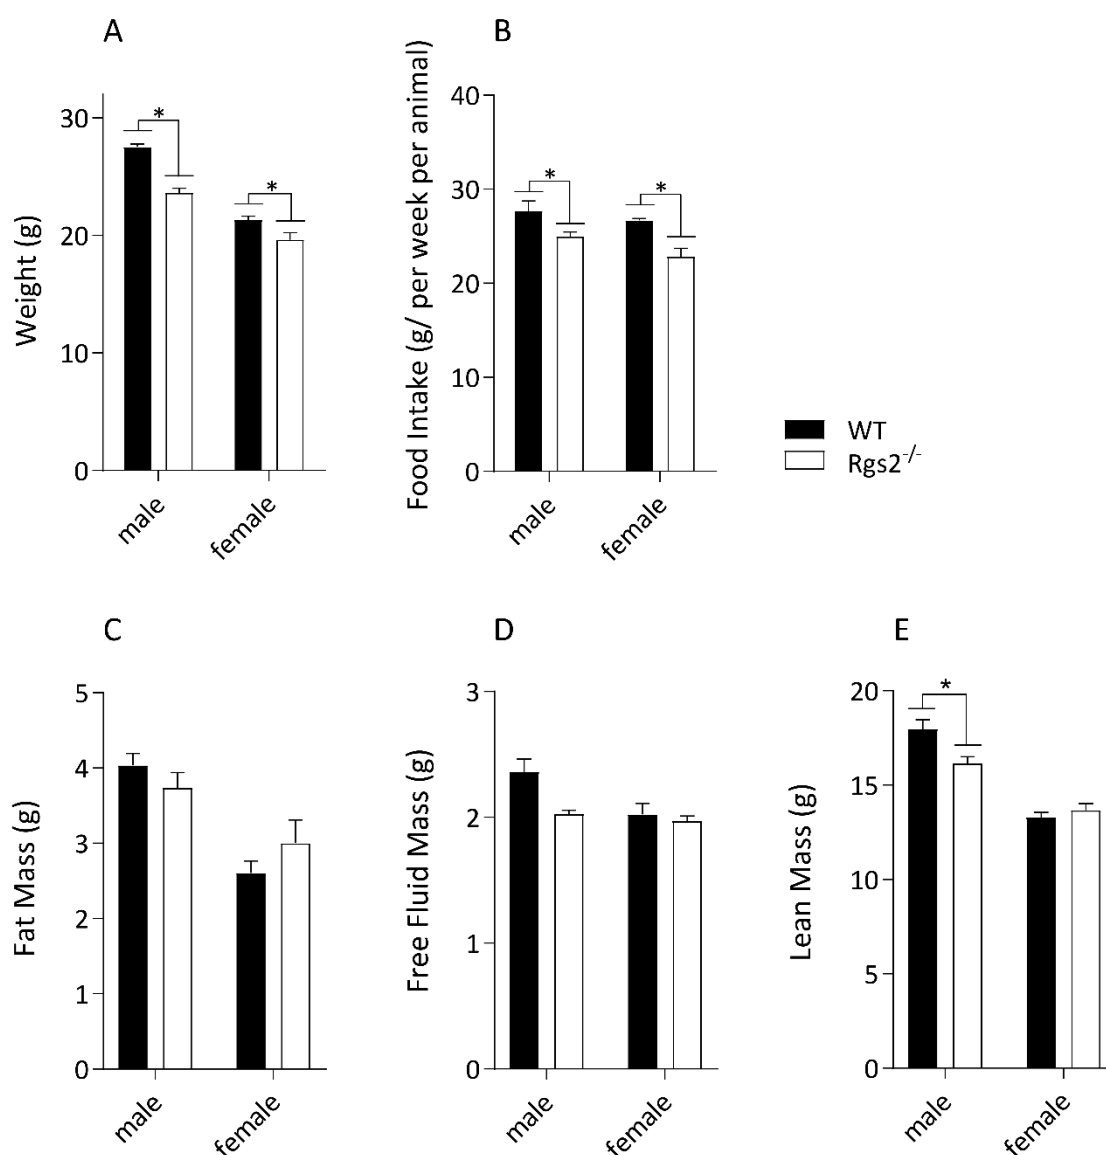 A
Weight (g)
30
20
10
0
*
*
male
female
B
Food Intake (g/ per week per animal)
40
30
20
10
0
*
*
male
female
WT
Rgs2-/-
C
Fat Mass (g)
5
4
3
2
1
0
male
female
D
Free Fluid Mass (g)
3
2
1
0
male
female
E
Lean Mass (g)
20
15
10
5
0
*
male
female